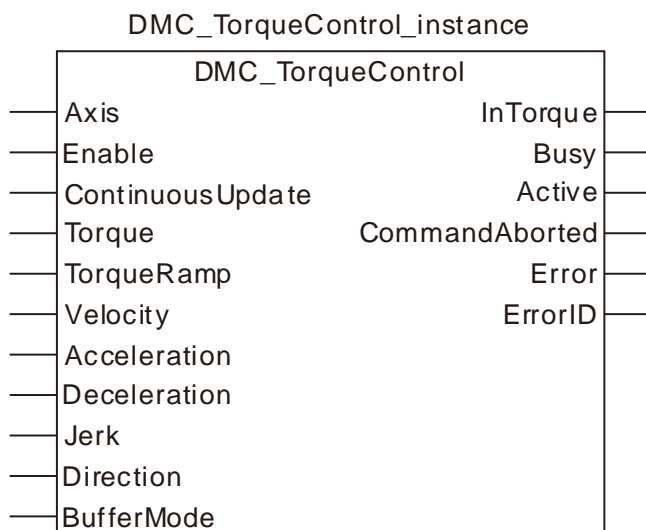 DMC_TorqueControl_instance
DMC_TorqueControl
Axis InTorque
Enable Busy
ContinuousUpdate Active
Torque CommandAborted
TorqueRamp Error
Velocity ErrorID
Acceleration
Deceleration
Jerk
Direction
BufferMode